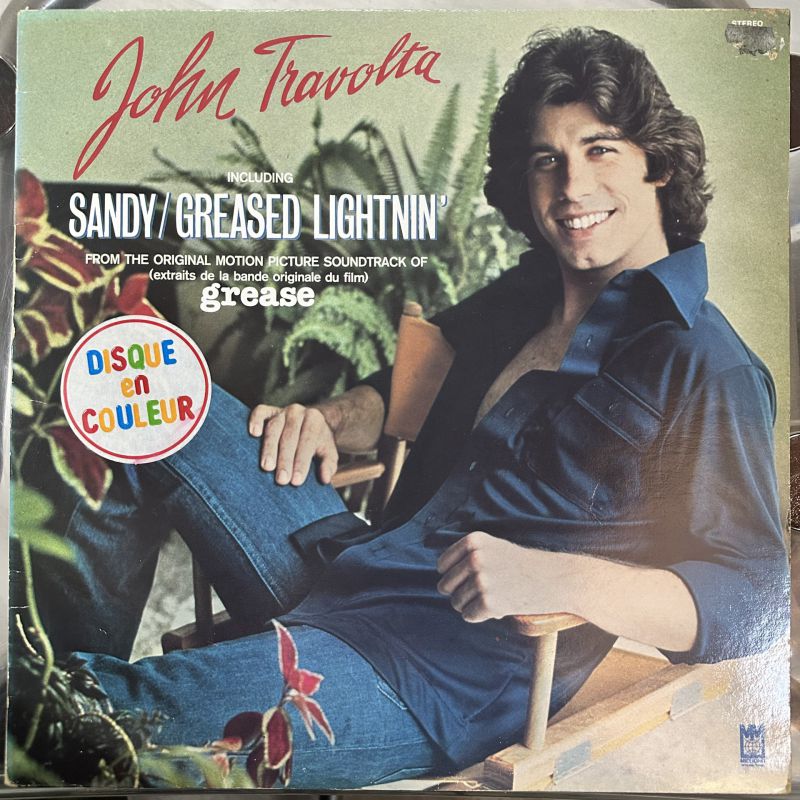 STEREO
John Travolta
INCLUDING
SANDY/GREASED LIGHTNIN'
FROM THE ORIGINAL MOTION PICTURE SOUNDTRACK OF
(extraits de la bande originale du film)
grease
DISQUE
en
COULEUR